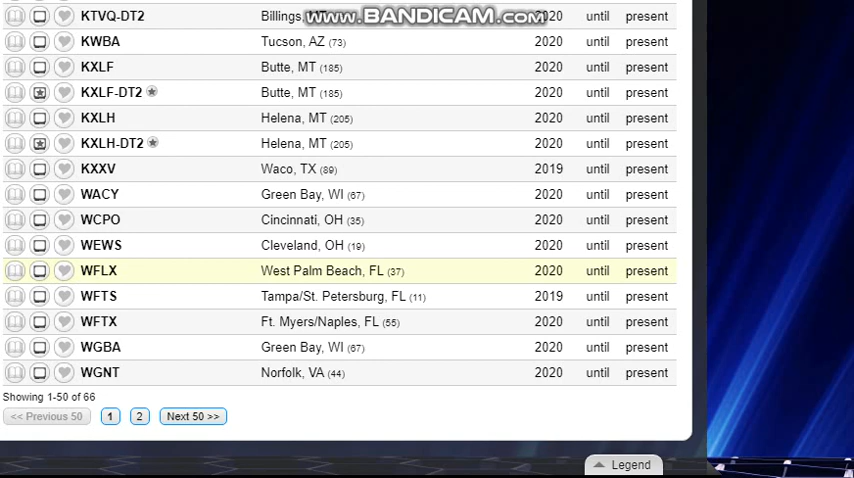 KTVQ-DT2 Billings, 2020 until present
www.BANDICAM.com
KWBA Tucson, AZ (73) 2020 until present
KXLF Butte, MT (185) 2020 until present
KXLF-DT2 Butte, MT (185) 2020 until present
KXLH Helena, MT (205) 2020 until present
KXLH-DT2 Helena, MT (205) 2020 until present
KXXV Waco, TX (89) 2019 until present
WACY Green Bay, WI (67) 2020 until present
WCPO Cincinnati, OH (35) 2020 until present
WEWS Cleveland, OH (19) 2020 until present
WFLX West Palm Beach, FL (37) 2020 until present
WFTS Tampa/St. Petersburg, FL (11) 2019 until present
WFTX Ft. Myers/Naples, FL (55) 2020 until present
WGBA Green Bay, WI (67) 2020 until present
WGNT Norfolk, VA (44) 2020 until present
Showing 1-50 of 66
<< Previous 50 1 2 Next 50 >>
Legend